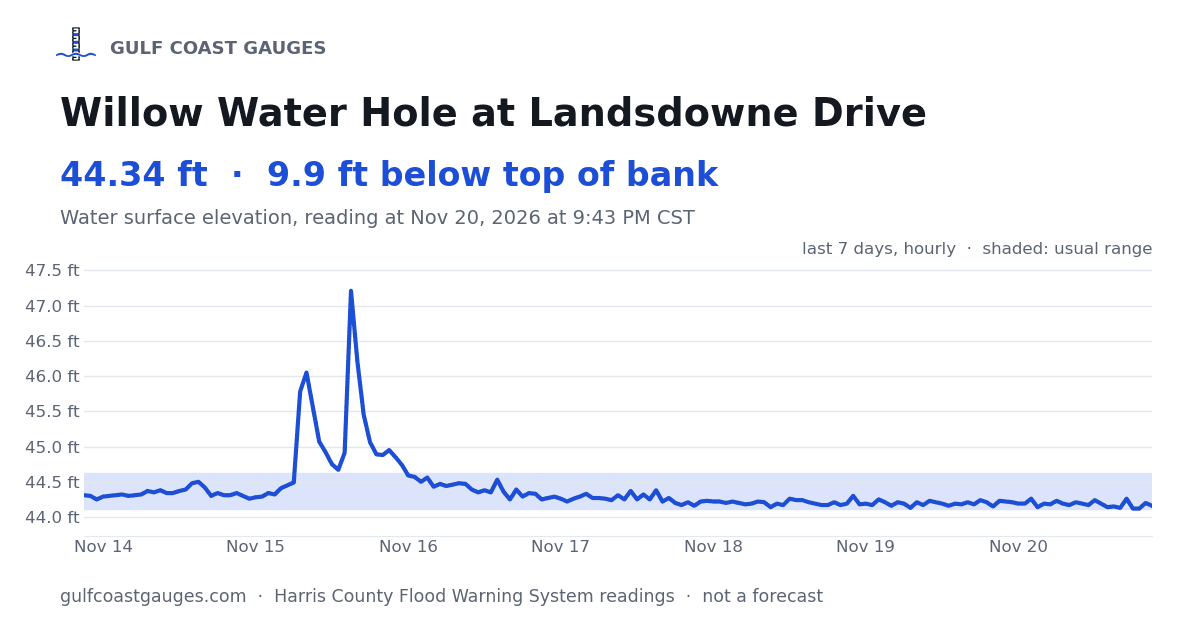 GULF COAST GAUGES
Willow Water Hole at Landsdowne Drive
44.34 ft · 9.9 ft below top of bank
Water surface elevation, reading at Nov 20, 2026 at 9:43 PM CST
last 7 days, hourly · shaded: usual range
47.5 ft
47.0 ft
46.5 ft
46.0 ft
45.5 ft
45.0 ft
44.5 ft
44.0 ft
Nov 14 Nov 15 Nov 16 Nov 17 Nov 18 Nov 19 Nov 20
gulfcoastgauges.com · Harris County Flood Warning System readings · not a forecast